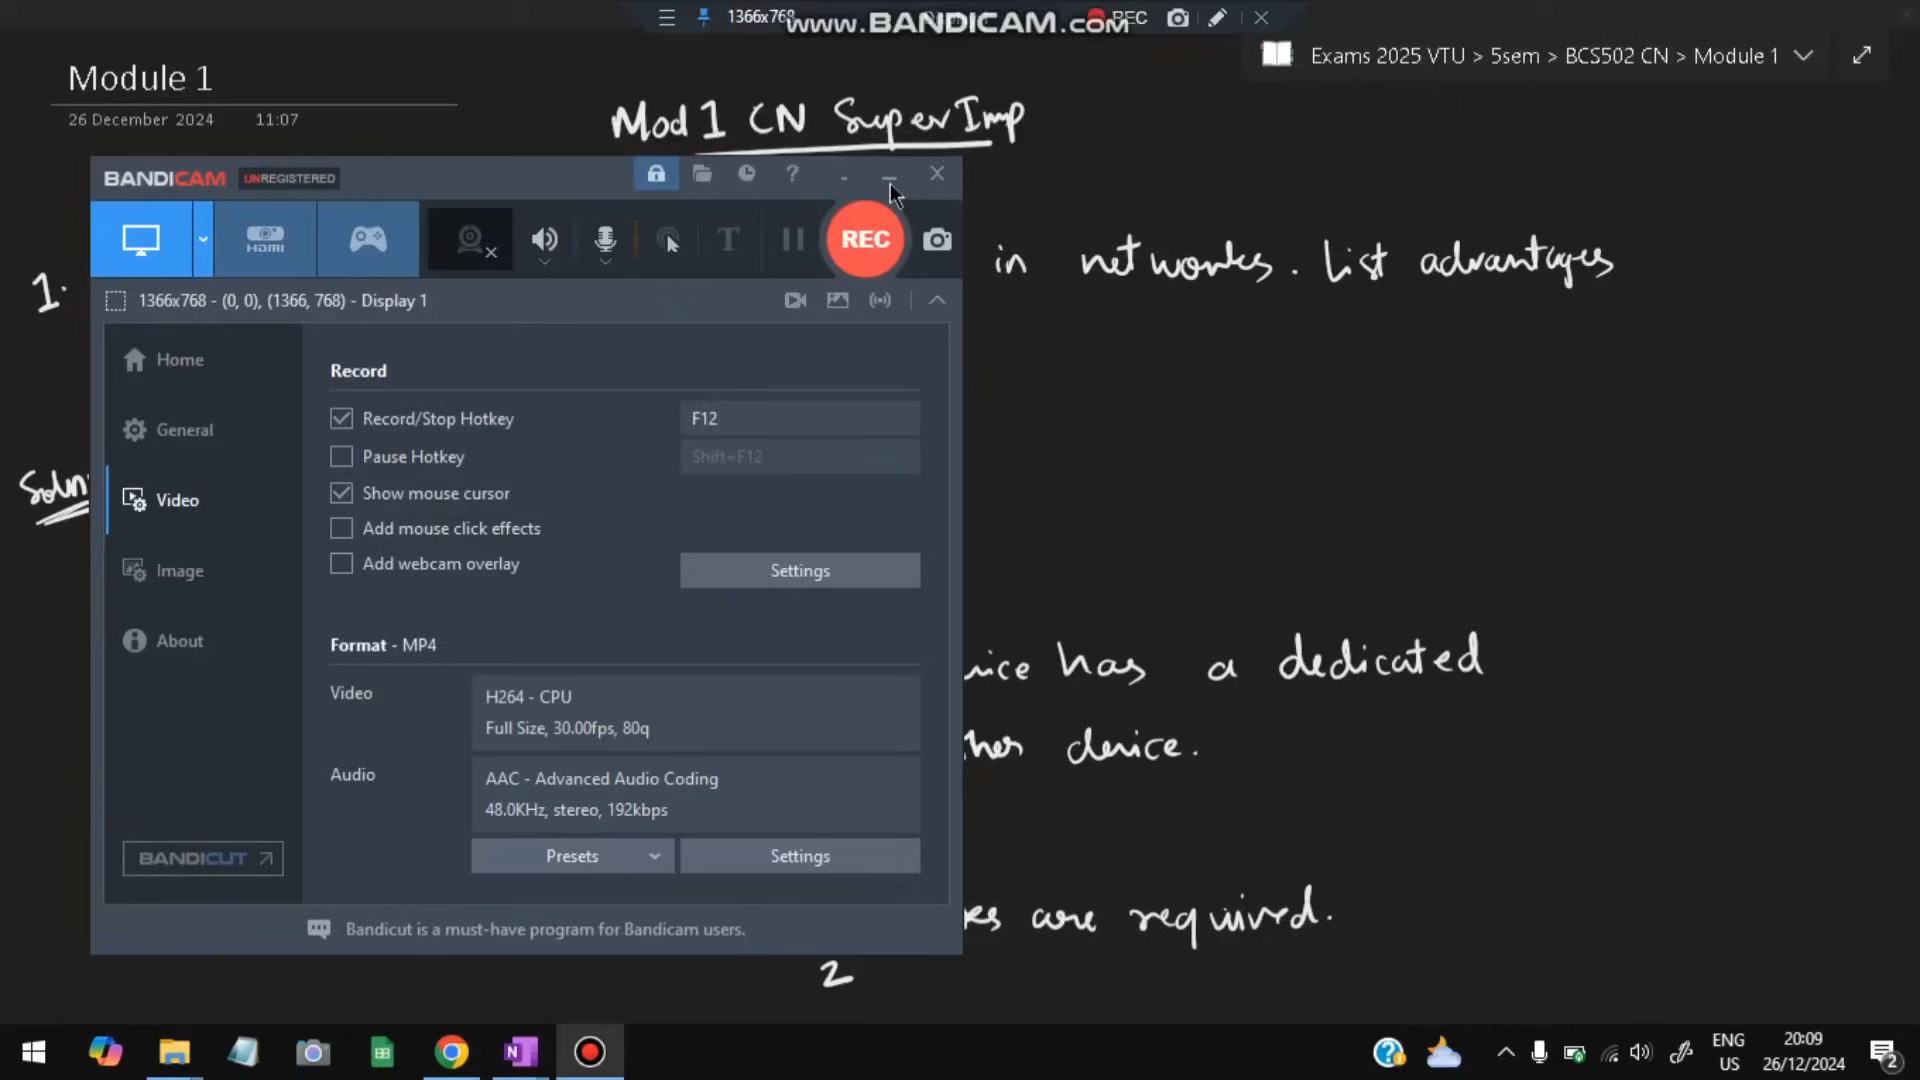 1366x768
REC
www.BANDICAM.com
Exams 2025 VTU > 5sem > BCS502 CN > Module 1
Module 1
26 December 2024 11:07
Mod 1 CN SuperImp
BANDICAM UNREGISTERED
?
HDMI
T
REC
1. in networks. List advantages
1366x768 - (0, 0), (1366, 768) - Display 1
Home
Record
Record/Stop Hotkey F12
General
Pause Hotkey Shift+F12
Soln
Video
Show mouse cursor
Add mouse click effects
Add webcam overlay
Image
Settings
About
Format - MP4
has a dedicated
Video
H264 - CPU
Full Size, 30.00fps, 80q
device.
Audio
AAC - Advanced Audio Coding
48.0KHz, stereo, 192kbps
BANDICUT
Presets
Settings
are required.
Bandicut is a must-have program for Bandicam users.
2
ENG
US
20:09
26/12/2024
2